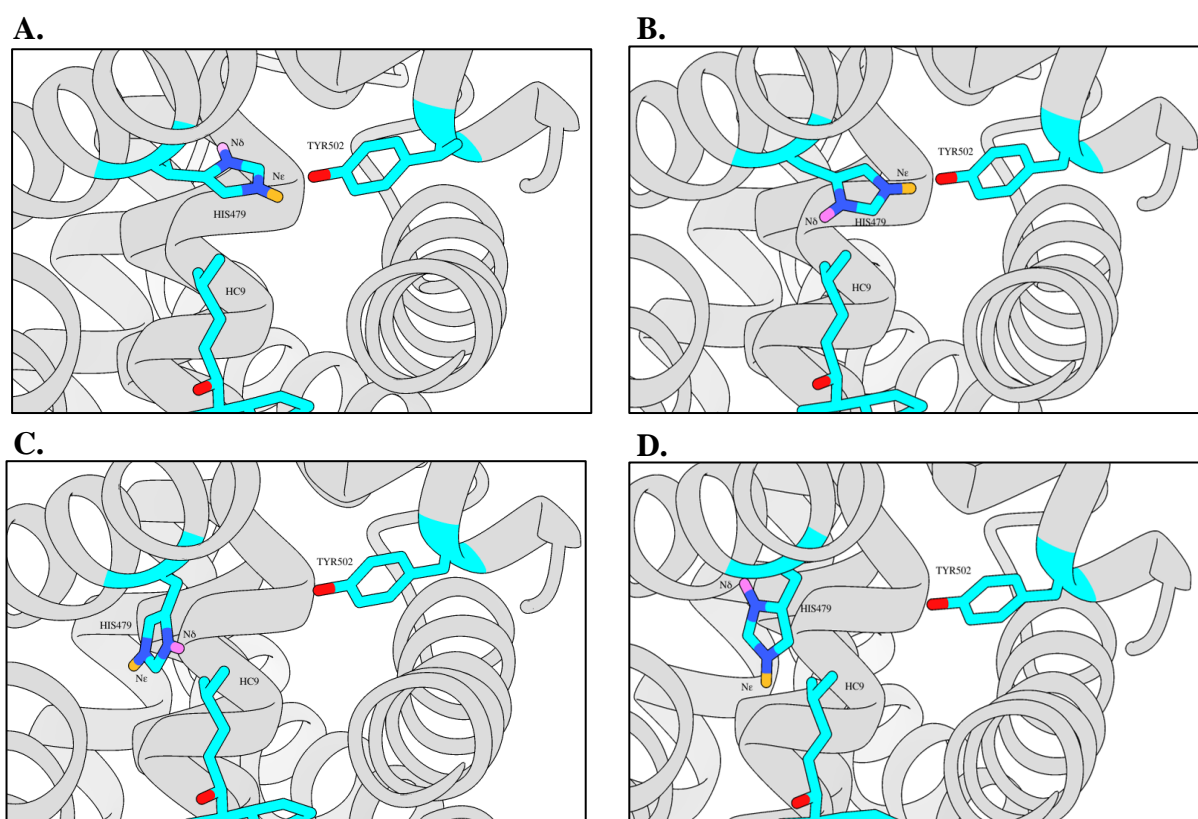 A.
B.
Nδ
TYR502
Nε
HIS479
HC9
TYR502
Nε
Nδ
HIS479
HC9
C.
D.
TYR502
HIS479
Nδ
Nε
HC9
TYR502
Nδ
HIS479
Nε
HC9